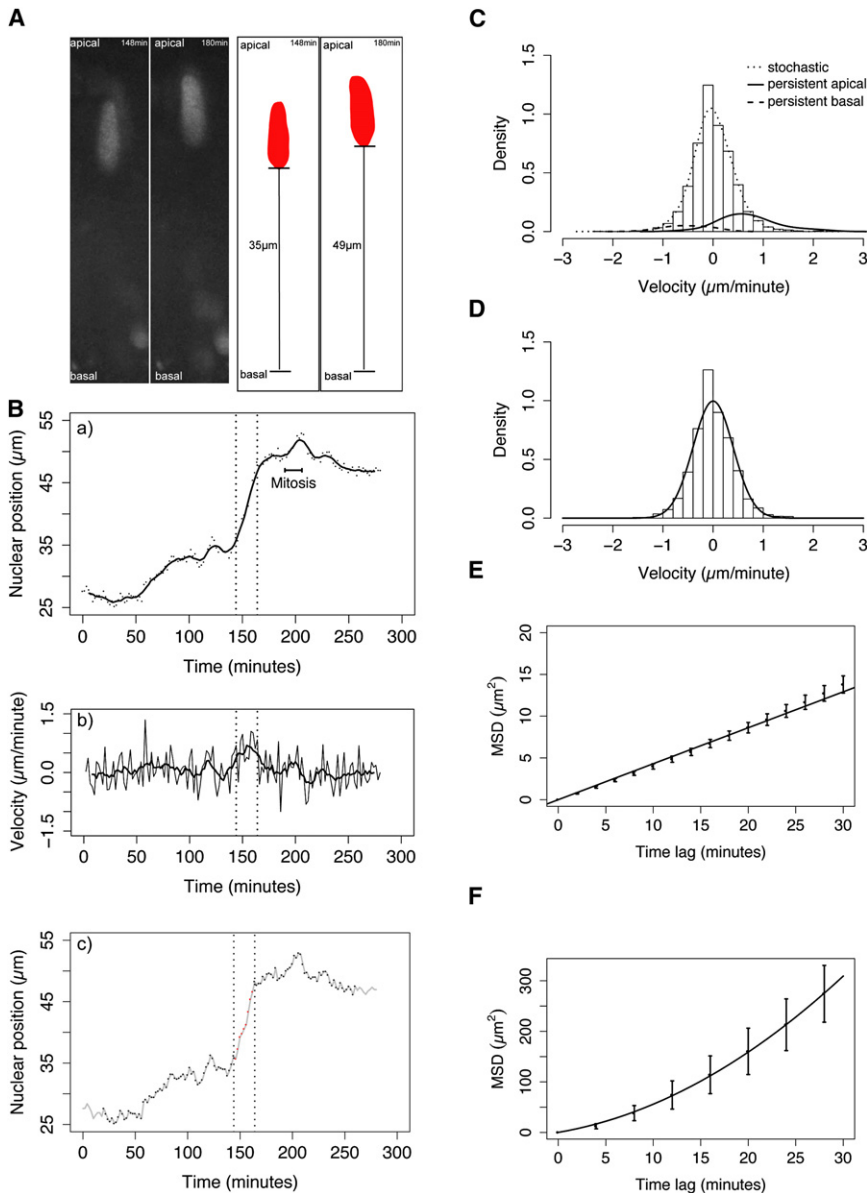 A
apical 148min
apical 180min
apical 148min
apical 180min
35μm
49μm
basal
basal
basal
basal
B
a)
Nuclear position (μm)
55
45
35
25
Mitosis
0 50 100 150 200 250 300
Time (minutes)
b)
Velocity (μm/minute)
1.5
0.0
−1.5
0 50 100 150 200 250 300
Time (minutes)
c)
Nuclear position (μm)
55
45
35
25
0 50 100 150 200 250 300
Time (minutes)
C
stochastic
persistent apical
persistent basal
Density
1.5
1.0
0.5
0.0
−3 −2 −1 0 1 2 3
Velocity (μm/minute)
D
Density
1.5
1.0
0.5
0.0
−3 −2 −1 0 1 2 3
Velocity (μm/minute)
E
MSD (μm²)
20
15
10
5
0
0 5 10 15 20 25 30
Time lag (minutes)
F
MSD (μm²)
300
200
100
0
0 5 10 15 20 25 30
Time lag (minutes)